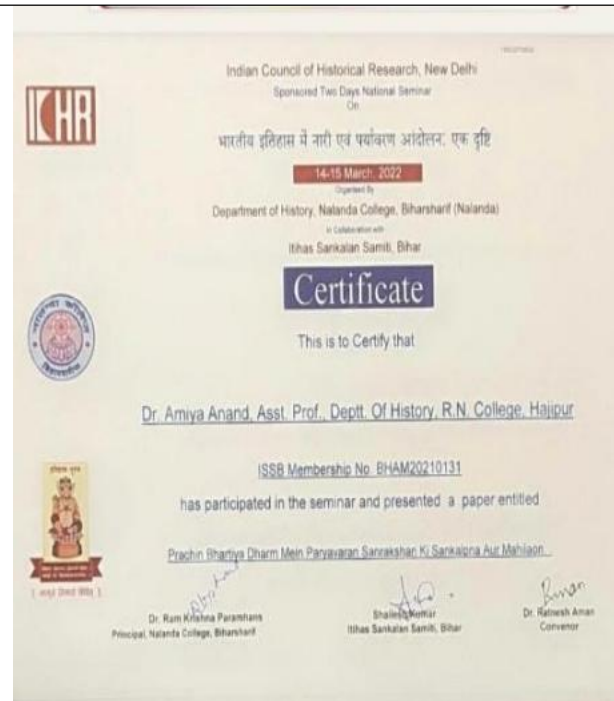 Indian Council of Historical Research, New Delhi
Sponsored Two Days National Seminar
On
ICHR
भारतीय इतिहास में नारी एवं पर्यावरण आंदोलन: एक दृष्टि
14-15 March, 2022
Organised By
Department of History, Nalanda College, Biharsharif (Nalanda)
In Collaboration with
Itihas Sankalan Samiti, Bihar
Certificate
This is to Certify that
Dr. Amiya Anand, Asst. Prof., Deptt. Of History, R.N. College, Hajipur
ISSB Membership No. BHAM20210131
has participated in the seminar and presented a paper entitled
Prachin Bhartiya Dharm Mein Paryavaran Sanrakshan Ki Sankalpna Aur Mahilaon
Dr. Ram Krishna Paramhans
Principal, Nalanda College, Biharsharif
Shailesh Kumar
Itihas Sankalan Samiti, Bihar
Dr. Ratnesh Aman
Convenor